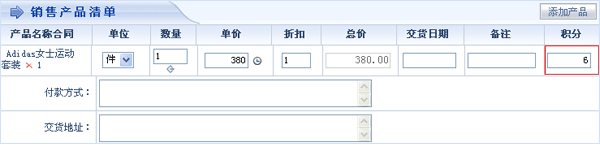 销售产品清单 添加产品
产品名称合同 单位 数量 单价 折扣 总价 交货日期 备注 积分
Adidas女士运动
套装 × 1 件 1 380 1 380.00 6
付款方式：
交货地址：